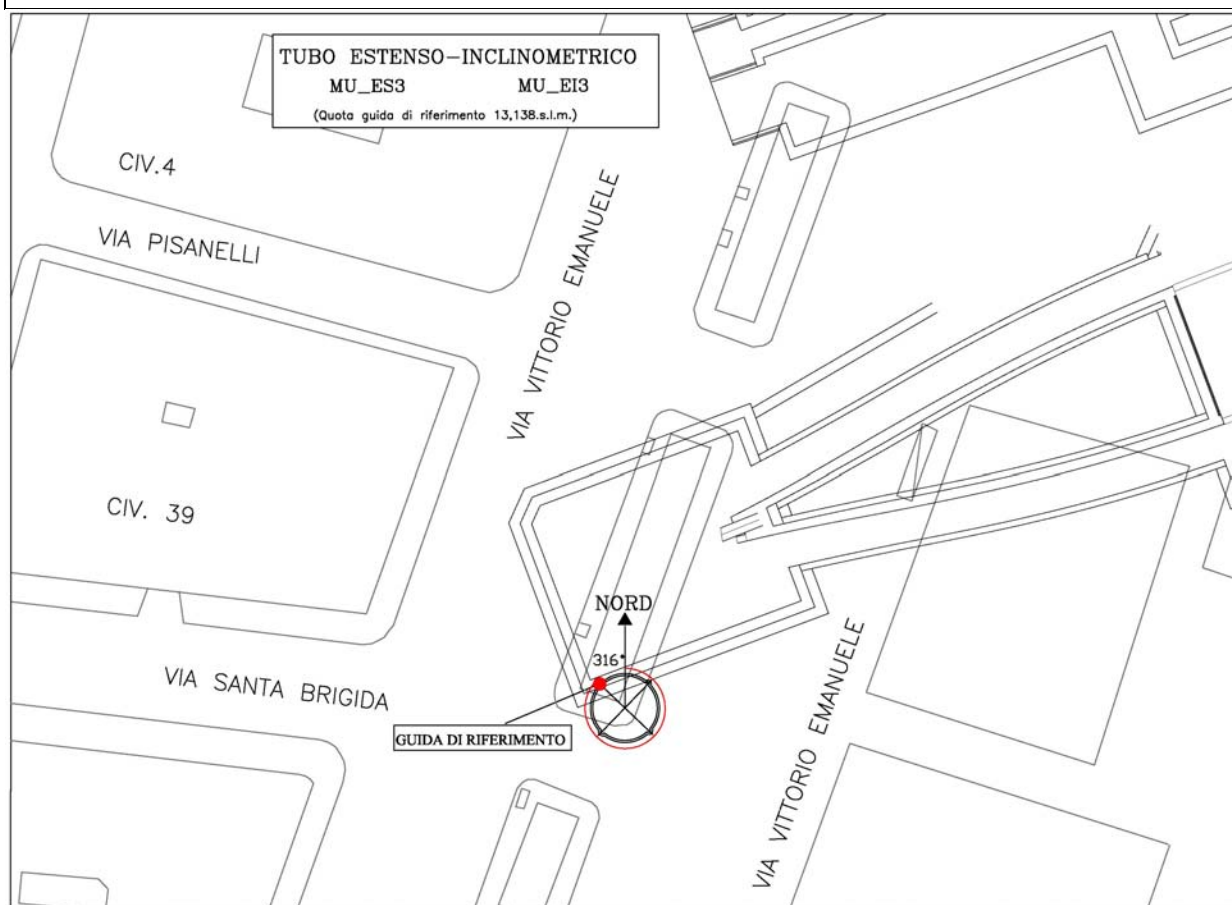 TUBO ESTENSO-INCLINOMETRICO
MU_ES3 MU_EI3
(Quota guida di riferimento 13,138.s.l.m.)
CIV.4
VIA PISANELLI
VIA VITTORIO EMANUELE
CIV. 39
NORD
316°
VIA SANTA BRIGIDA
GUIDA DI RIFERIMENTO
VIA VITTORIO EMANUELE